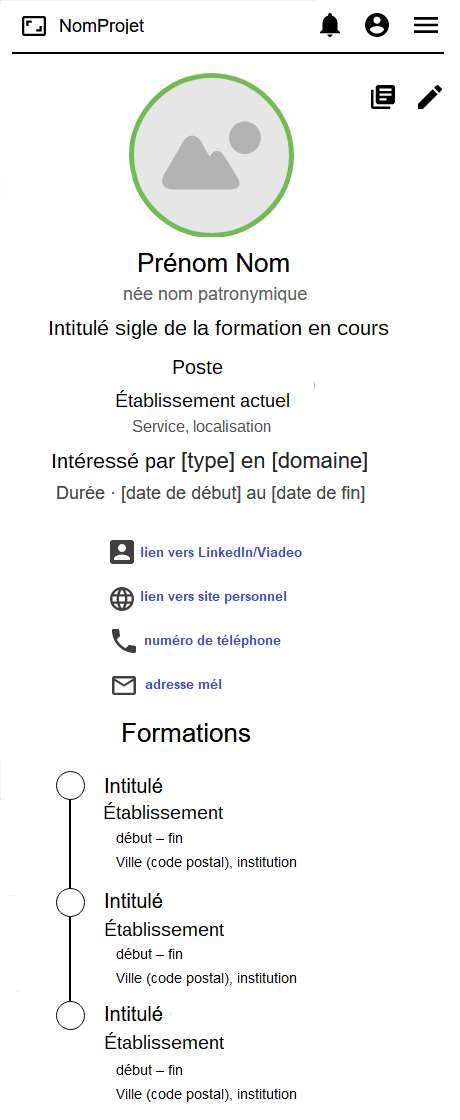 NomProjet
Prénom Nom
née nom patronymique
Intitulé sigle de la formation en cours
Poste
Établissement actuel
Service, localisation
Intéressé par [type] en [domaine]
Durée · [date de début] au [date de fin]
lien vers LinkedIn/Viadeo
lien vers site personnel
numéro de téléphone
adresse mél
Formations
Intitulé
Établissement
début – fin
Ville (code postal), institution
Intitulé
Établissement
début – fin
Ville (code postal), institution
Intitulé
Établissement
début – fin
Ville (code postal), institution